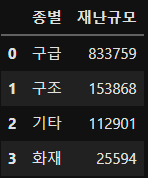 종별 재난규모
0 구급 833759
1 구조 153868
2 기타 112901
3 화재 25594